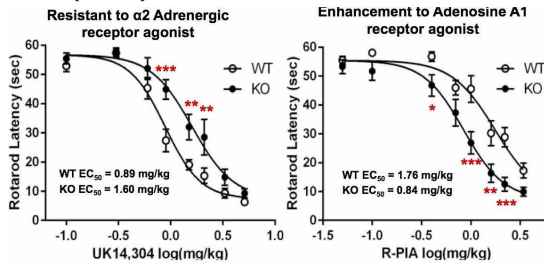 Resistant to α2 Adrenergic
receptor agonist
Rotarod Latency (sec)
60
50
40
30
20
10
0
WT
KO
***
**
**
WT EC50 = 0.89 mg/kg
KO EC50 = 1.60 mg/kg
-1.0
-0.5
0.0
0.5
1.0
UK14,304 log(mg/kg)
Enhancement to Adenosine A1
receptor agonist
Rotarod Latency (sec)
60
50
40
30
20
10
0
WT
KO
*
***
**
***
WT EC50 = 1.76 mg/kg
KO EC50 = 0.84 mg/kg
-1.5
-1.0
-0.5
0.0
0.5
R-PIA log(mg/kg)